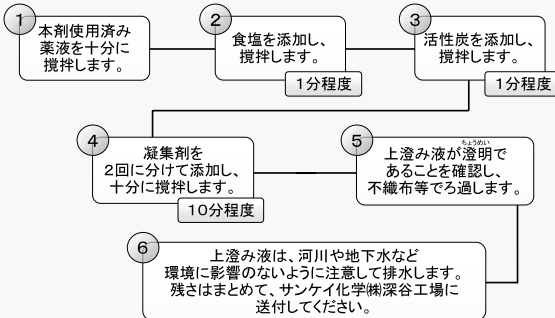 1
本剤使用済み
薬液を十分に
撹拌します。
2
食塩を添加し、
撹拌します。
1分程度
3
活性炭を添加し、
撹拌します。
1分程度
4
凝集剤を
2回に分けて添加し、
十分に撹拌します。
10分程度
5
ちょうめい
上澄み液が澄明で
あることを確認し、
不織布等でろ過します。
6
上澄み液は、河川や地下水など
環境に影響のないように注意して排水します。
残さはまとめて、サンケイ化学㈱深谷工場に
送付してください。